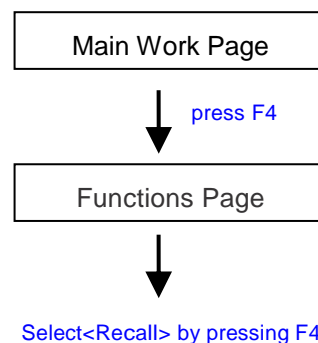 Main Work Page
press F4
Functions Page
Select<Recall> by pressing F4